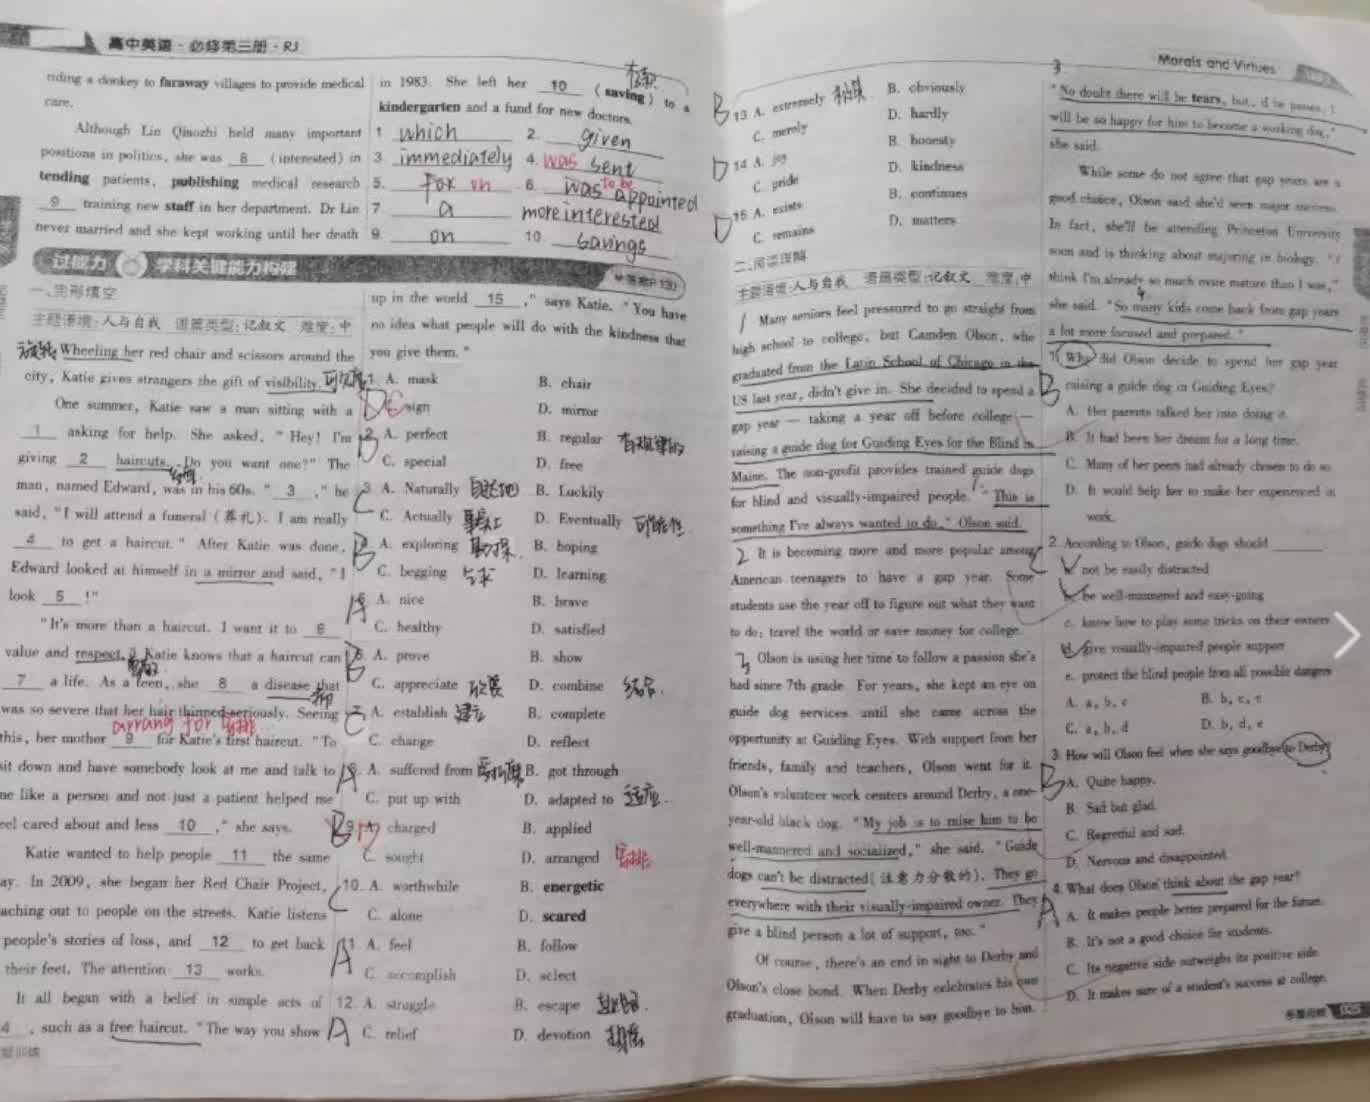 高中英语·必修第三册·RJ
riding a donkey to faraway villages to provide medical
care.
Although Lin Qiaozhi held many important
positions in politics, she was 8 (interested) in
tending patients, publishing medical research
9 training new staff in her department. Dr Lin
never married and she kept working until her death
in 1983. She left her 10 (saving) to a
kindergarten and a fund for new doctors.
1 which 2. given
3. immediately 4. was sent
5. for on 6. was to be appointed
7 a more interested
9. on 10. savings
过能力 学科关键能力构建
一、完形填空
主题语境:人与自我 语篇类型:记叙文 难度:中
Wheeling her red chair and scissors around the
city, Katie gives strangers the gift of visibility.
One summer, Katie saw a man sitting with a
1 asking for help. She asked, "Hey! I'm
giving 2 haircuts. Do you want one?" The
man, named Edward, was in his 60s. " 3 ," he
said, "I will attend a funeral (葬礼). I am really
4 to get a haircut." After Katie was done,
Edward looked at himself in a mirror and said, "I
look 5 !"
"It's more than a haircut. I want it to 6
value and respect." Katie knows that a haircut can
7 a life. As a teen, she 8 a disease that
was so severe that her hair thinned seriously. Seeing
arrang for 安排
this, her mother 9 for Katie's first haircut. "To
sit down and have somebody look at me and talk to
me like a person and not just a patient helped me
eel cared about and less 10 ," she says.
Katie wanted to help people 11 the same
ay. In 2009, she began her Red Chair Project,
aching out to people on the streets. Katie listens
people's stories of loss, and 12 to get back
their feet. The attention 13 works.
It all began with a belief in simple acts of
4 , such as a free haircut. "The way you show
up in the world 15 ," says Katie. "You have
no idea what people will do with the kindness that
you give them."
1 A. mask B. chair
D C sign D. mirror
2 A. perfect B. regular 有规律的
C. special D. free
3 A. Naturally 自然地 B. Luckily
C. Actually 事实上 D. Eventually
A. exploring 勘探 B. hoping
C. begging 乞求 D. learning
A 5 A. nice B. brave
C. healthy D. satisfied
B 6 A. prove B. show
C. appreciate 欣赏 D. combine 结合
7 A. establish 建立 B. complete
C. change D. reflect
A 8. A. suffered from B. got through
C. put up with D. adapted to 适应
B 9 A. charged B. applied
C. sought D. arranged 安排
C 10. A. worthwhile B. energetic
C. alone D. scared
A 11 A. feel B. follow
C. accomplish D. select
12 A. struggle B. escape
A C. relief D. devotion
Morals and Virtues
B 13 A. extremely B. obviously
C. merely D. hardly
D 14 A. joy B. honesty
C. pride D. kindness
D 15 A. exists B. continues
C. remains D. matters
二、阅读理解
主题语境:人与自我 语篇类型:记叙文 难度:中
1 Many seniors feel pressured to go straight from
high school to college, but Camden Olson, who
graduated from the Latin School of Chicago in the
US last year, didn't give in. She decided to spend a
gap year — taking a year off before college —
raising a guide dog for Guiding Eyes for the Blind in
Maine. The non-profit provides trained guide dogs
for blind and visually-impaired people. "This is
something I've always wanted to do," Olson said.
2 It is becoming more and more popular among
American teenagers to have a gap year. Some
students use the year off to figure out what they want
to do; travel the world or save money for college.
3 Olson is using her time to follow a passion she's
had since 7th grade. For years, she kept an eye on
guide dog services until she came across the
opportunity at Guiding Eyes. With support from her
friends, family and teachers, Olson went for it.
Olson's volunteer work centers around Derby, a one-
year-old black dog. "My job is to raise him to be
well-mannered and socialized," she said. "Guide
dogs can't be distracted(注意力分散的). They go
everywhere with their visually-impaired owner. They
give a blind person a lot of support, too."
Of course, there's an end in sight to Derby and
Olson's close bond. When Derby celebrates his own
graduation, Olson will have to say goodbye to him.
"No doubt there will be tears, but, if he passes, I
will be so happy for him to become a working dog,"
she said.
While some do not agree that gap years are a
good choice, Olson said she'd seen major success.
In fact, she'll be attending Princeton University
soon and is thinking about majoring in biology. "I
think I'm already so much more mature than I was,"
she said. "So many kids come back from gap years
a lot more focused and prepared."
1. Why did Olson decide to spend her gap year
B raising a guide dog in Guiding Eyes?
A. Her parents talked her into doing it.
B. It had been her dream for a long time.
C. Many of her peers had already chosen to do so.
D. It would help her to make her experienced in
work.
C 2. According to Olson, guide dogs should
not be easily distracted
be well-mannered and easy-going
c. know how to play some tricks on their owners
d. give visually-impaired people support
e. protect the blind people from all possible dangers
A. a, b, c B. b, c, e
C. a, b, d D. b, d, e
3. How will Olson feel when she says goodbye to Derby?
B A. Quite happy.
B. Sad but glad.
C. Regretful and sad.
D. Nervous and disappointed.
4. What does Olson think about the gap year?
A A. It makes people better prepared for the future.
B. It's not a good choice for students.
C. Its negative side outweighs its positive side.
D. It makes sure of a student's success at college.